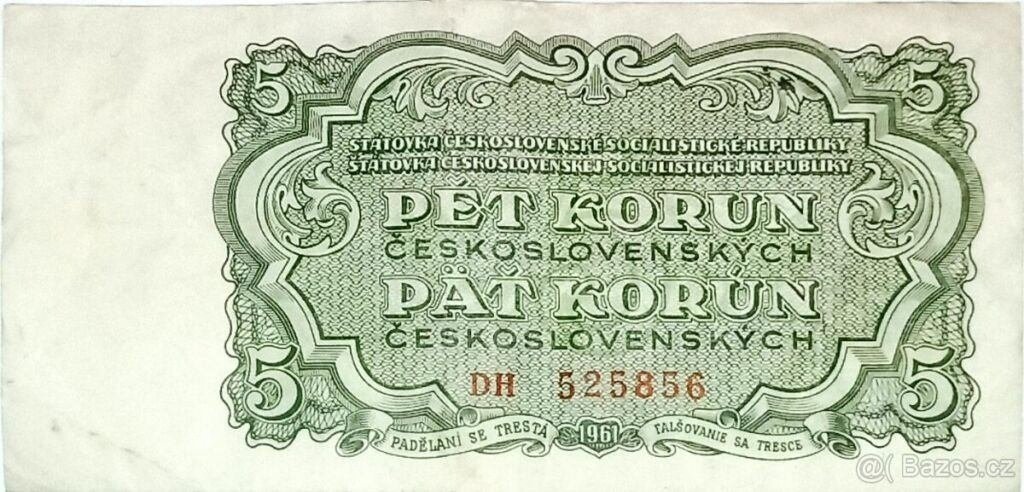 5 5
STÁTOVKA ČESKOSLOVENSKÉ SOCIALISTICKÉ REPUBLIKY
ŠTÁTOVKA ČESKOSLOVENSKEJ SOCIALISTICKEJ REPUBLIKY
PĚT KORUN
ČESKOSLOVENSKÝCH
PÄŤ KORÚN
ČESKOSLOVENSKÝCH
5 5
DH 525856
PADĚLÁNÍ SE TRESTÁ 1961 FALŠOVANIE SA TRESCE
@( Bazos.cz